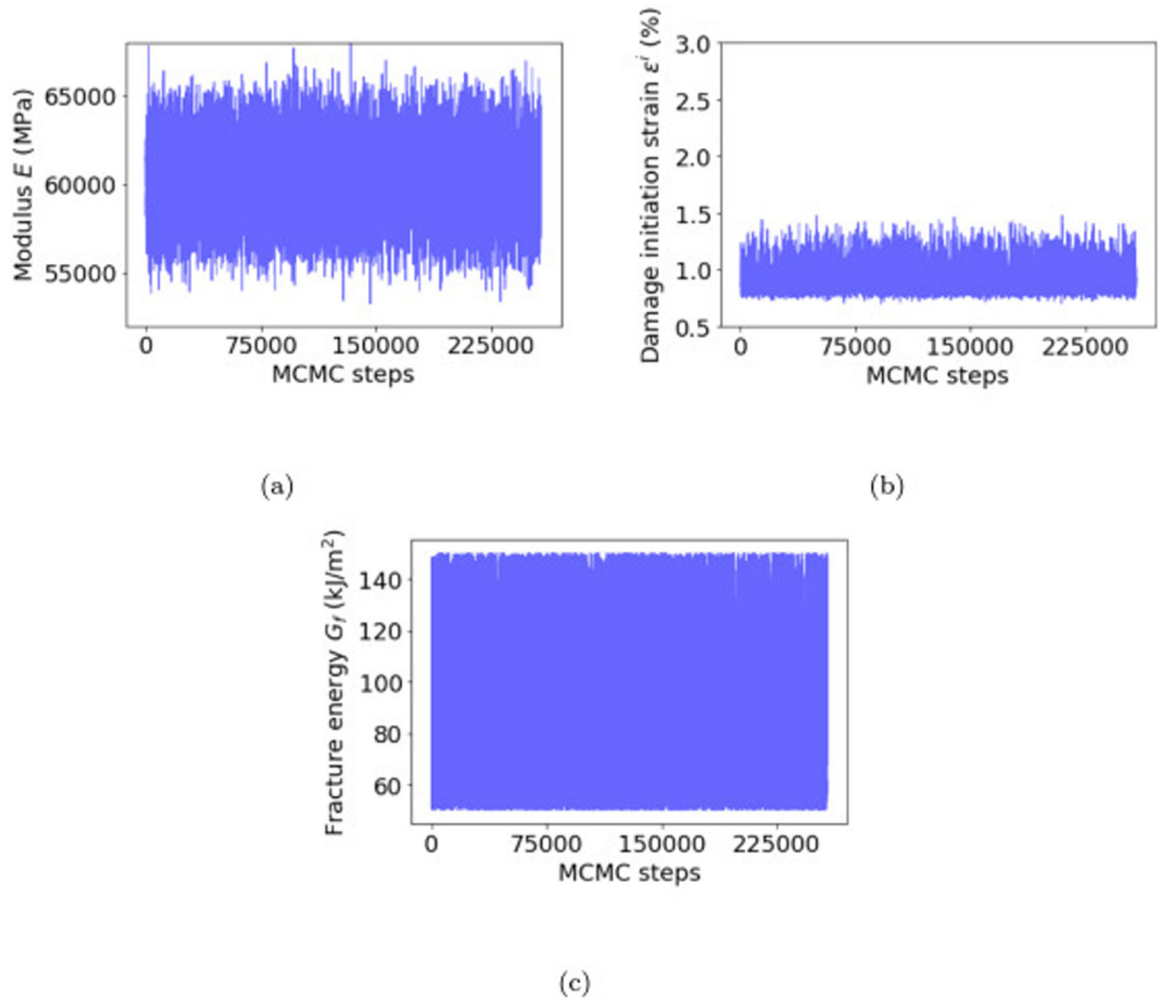 Modulus E (MPa)
65000
60000
55000
0 75000 150000 225000
MCMC steps
(a)
Damage initiation strain εⁱ (%)
3.0
2.5
2.0
1.5
1.0
0.5
0 75000 150000 225000
MCMC steps
(b)
Fracture energy G_f (kJ/m²)
140
120
100
80
60
0 75000 150000 225000
MCMC steps
(c)